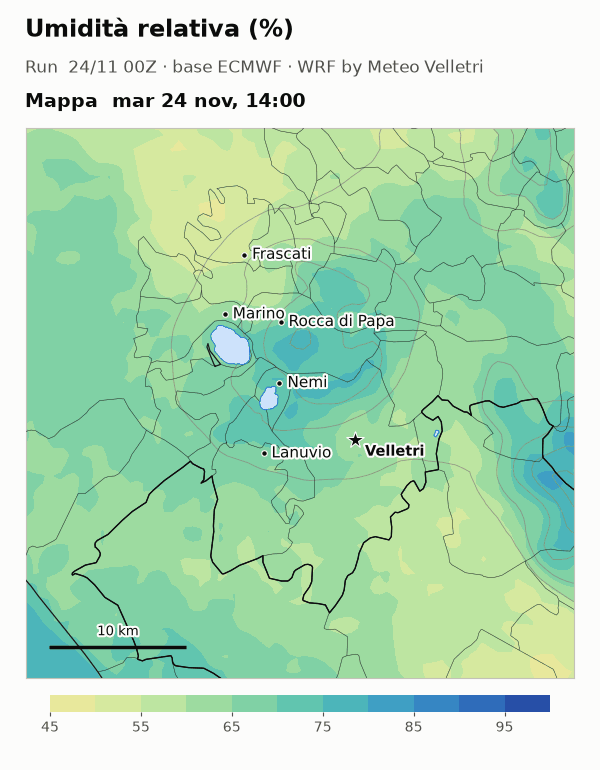 Umidità relativa (%)
Run  24/11 00Z · base ECMWF · WRF by Meteo Velletri
Mappa  mar 24 nov, 14:00
Frascati
Marino
Rocca di Papa
Nemi
Velletri
Lanuvio
10 km
45 55 65 75 85 95